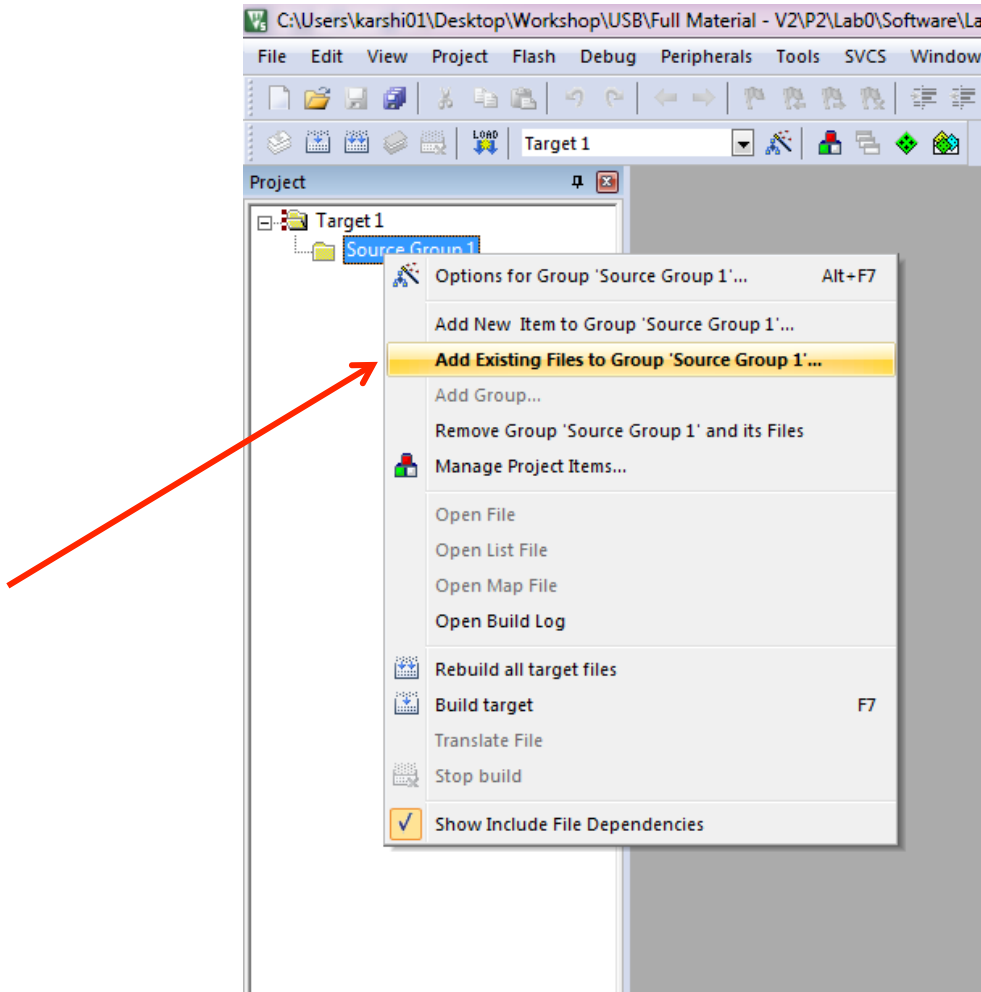 C:\Users\karshi01\Desktop\Workshop\USB\Full Material - V2\P2\Lab0\Software\La
File Edit View Project Flash Debug Peripherals Tools SVCS Window
LOAD Target 1
Project
Target 1
Source Group 1
Options for Group 'Source Group 1'... Alt+F7
Add New Item to Group 'Source Group 1'...
Add Existing Files to Group 'Source Group 1'...
Add Group...
Remove Group 'Source Group 1' and its Files
Manage Project Items...
Open File
Open List File
Open Map File
Open Build Log
Rebuild all target files
Build target F7
Translate File
Stop build
Show Include File Dependencies